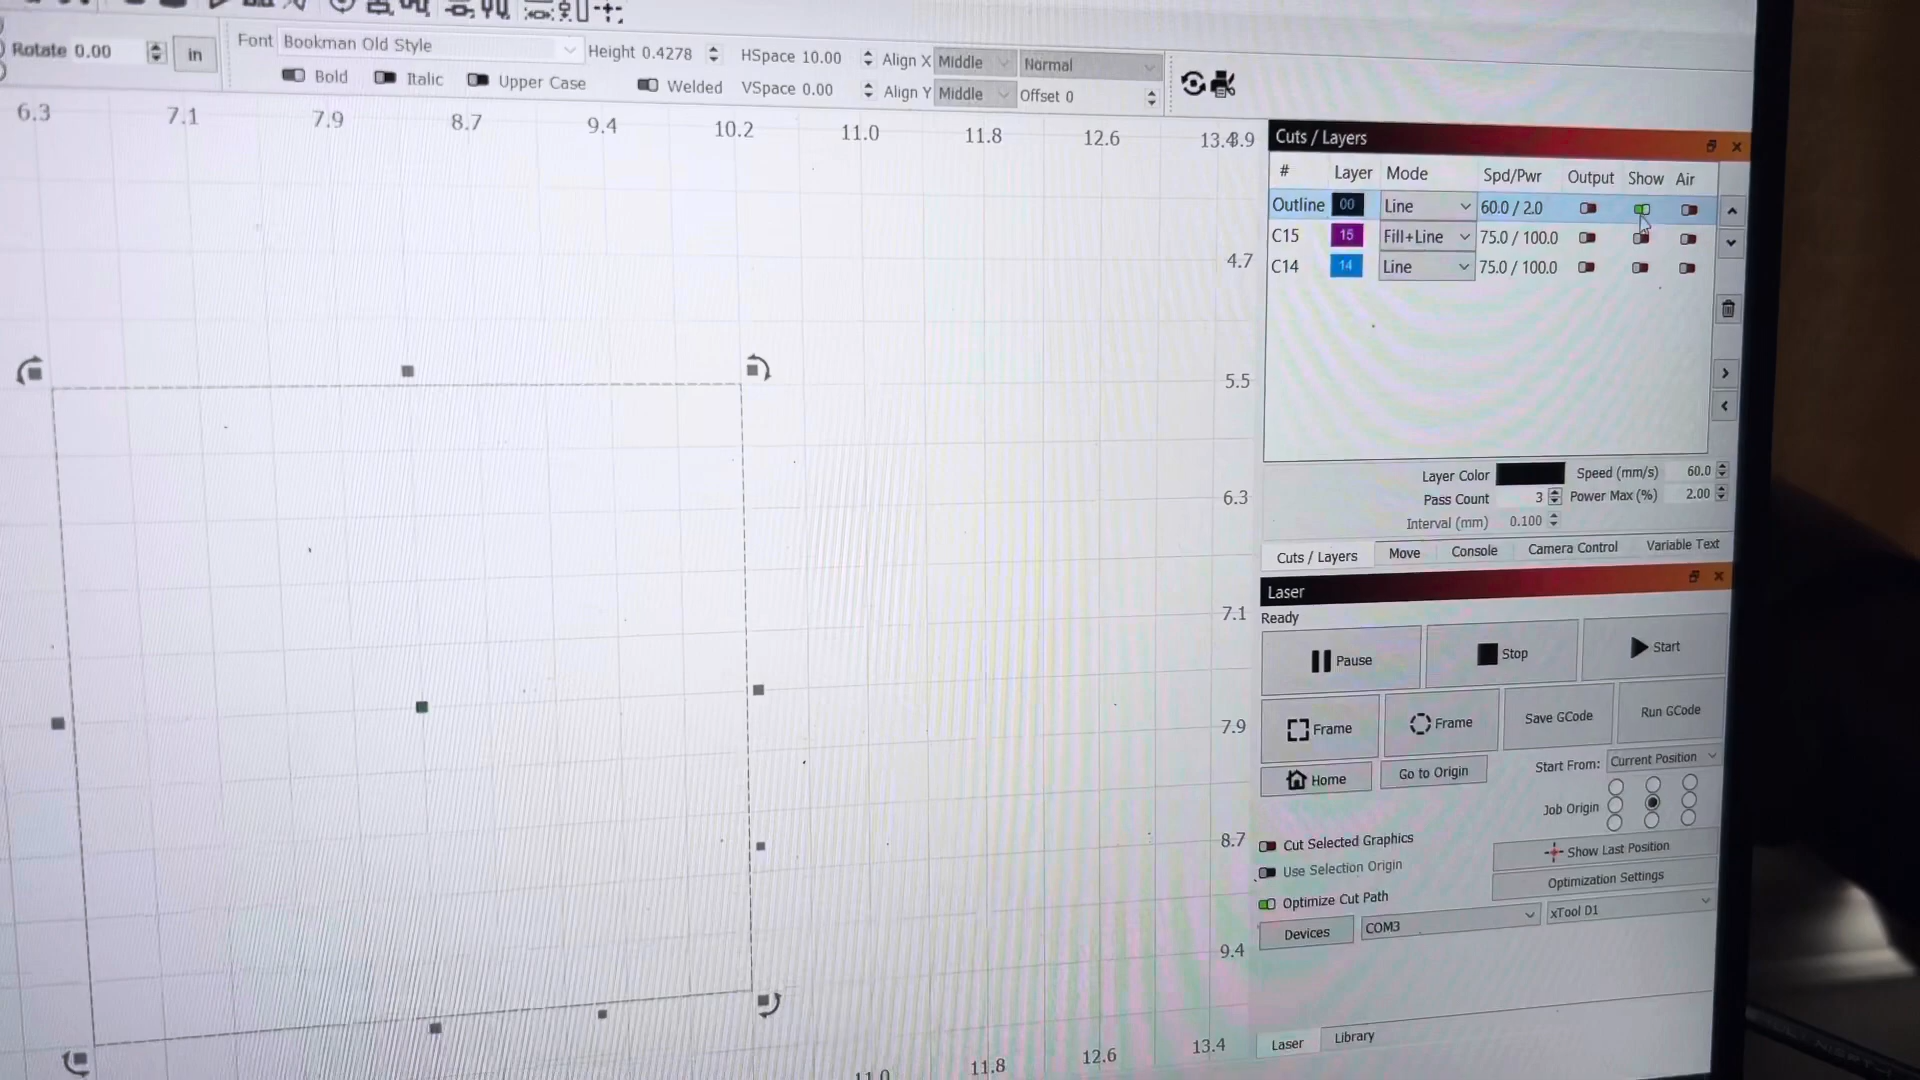 Rotate 0.00 in
Font Bookman Old Style Height 0.4278 HSpace 10.00 Align X Middle Normal
Bold Italic Upper Case Welded VSpace 0.00 Align Y Middle Offset 0
6.3 7.1 7.9 8.7 9.4 10.2 11.0 11.8 12.6 13.4
4.7
5.5
6.3
7.1
7.9
8.7
9.4
11.0 11.8 12.6 13.4
Cuts / Layers
# Layer Mode Spd/Pwr Output Show Air
Outline 00 Line 60.0 / 2.0
C15 15 Fill+Line 75.0 / 100.0
C14 14 Line 75.0 / 100.0
Layer Color Speed (mm/s) 60.0
Pass Count 3 Power Max (%) 2.00
Interval (mm) 0.100
Cuts / Layers Move Console Camera Control Variable Text
Laser
Ready
Pause Stop Start
Frame Frame Save GCode Run GCode
Home Go to Origin Start From: Current Position
Job Origin
Cut Selected Graphics
Show Last Position
Use Selection Origin
Optimization Settings
Optimize Cut Path
Devices COM3 xTool D1
Laser Library